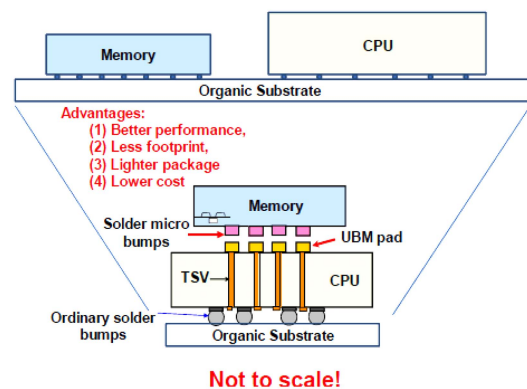 Memory
CPU
Organic Substrate
Advantages:
(1) Better performance,
(2) Less footprint,
(3) Lighter package
(4) Lower cost
Memory
Solder micro
bumps
UBM pad
TSV
CPU
Ordinary solder
bumps
Organic Substrate
Not to scale!